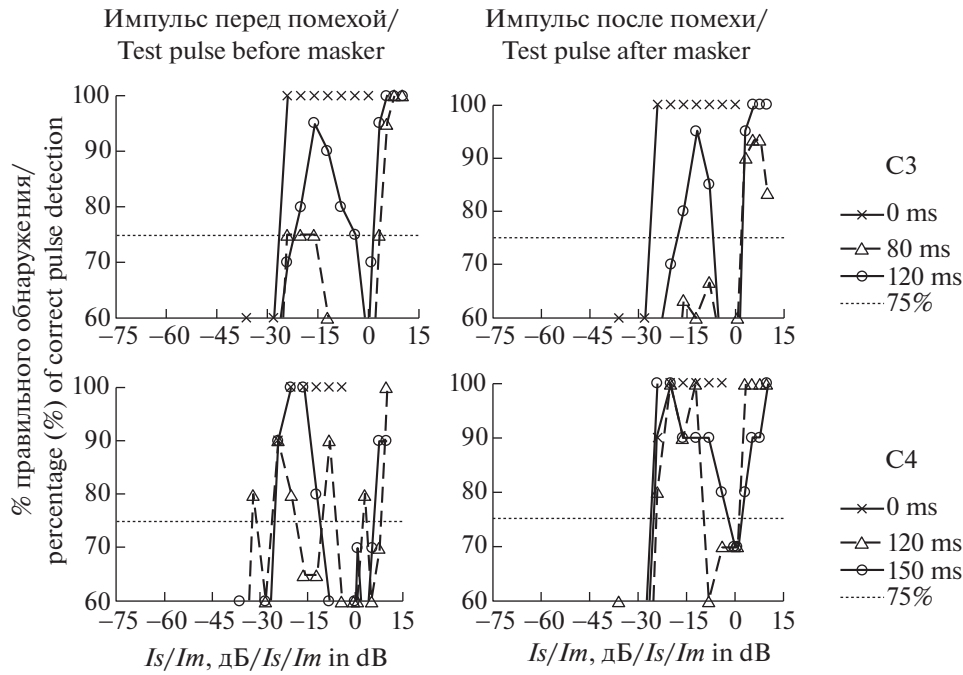 Импульс перед помехой/
Test pulse before masker
Импульс после помехи/
Test pulse after masker
% правильного обнаружения/
percentage (%) of correct pulse detection
100
90
80
70
60
−75 −60 −45 −30 −15 0 15
100
90
80
70
60
−75 −60 −45 −30 −15 0 15
C3
0 ms
80 ms
120 ms
75%
100
90
80
70
60
−75 −60 −45 −30 −15 0 15
Is/Im, дБ/Is/Im in dB
100
90
80
70
60
−75 −60 −45 −30 −15 0 15
Is/Im, дБ/Is/Im in dB
C4
0 ms
120 ms
150 ms
75%